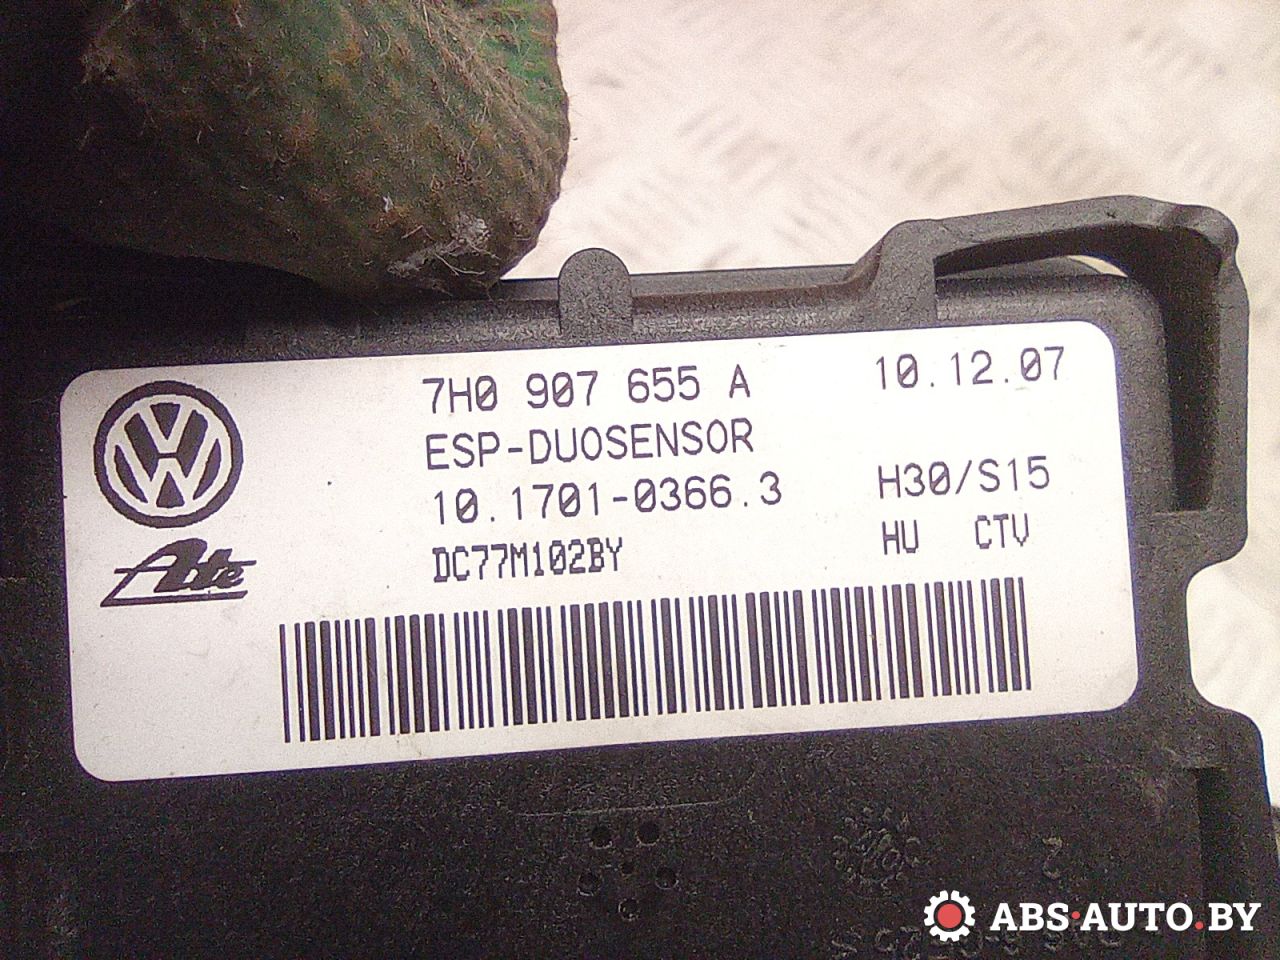 7H0 907 655 A 10.12.07
ESP-DUOSENSOR
10.1701-0366.3 H30/S15
DC77M102BY HU CTV
Ate
2
ABS·AUTO.BY